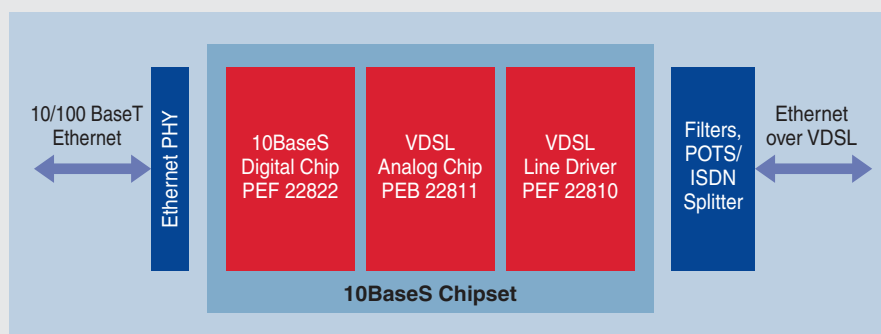 10/100 BaseT
Ethernet
Ethernet PHY
10BaseS
Digital Chip
PEF 22822
VDSL
Analog Chip
PEB 22811
VDSL
Line Driver
PEF 22810
Filters,
POTS/
ISDN
Splitter
Ethernet
over VDSL
10BaseS Chipset